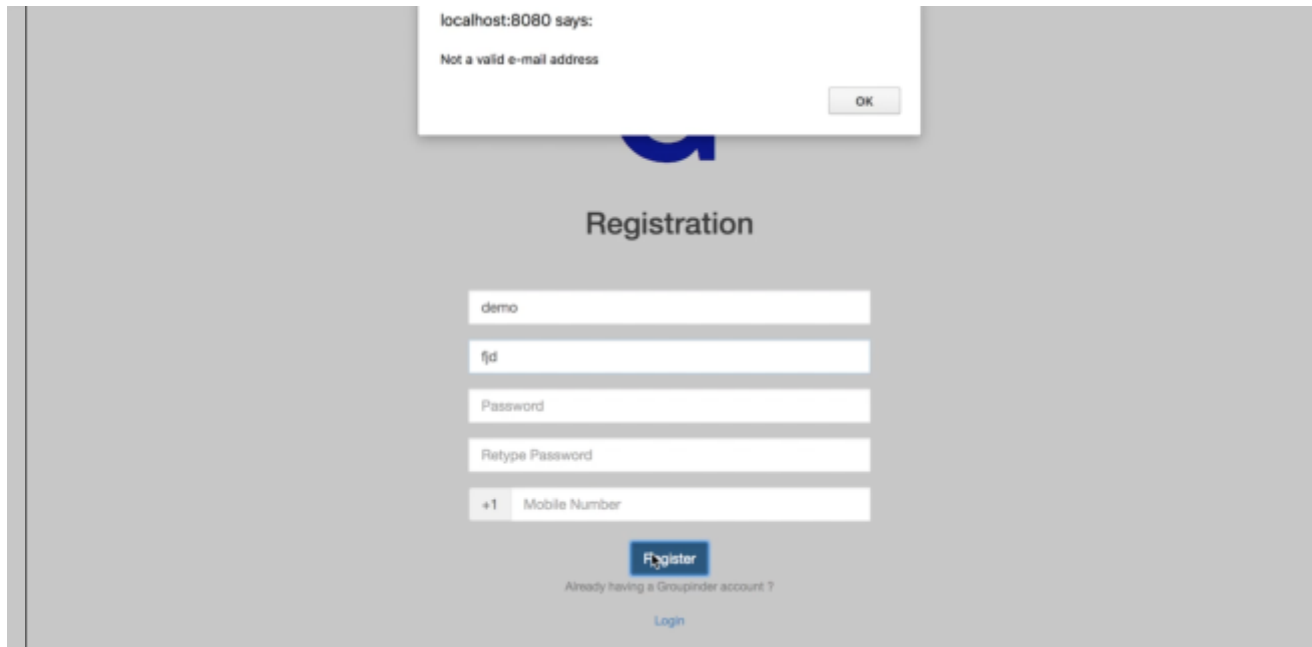 localhost:8080 says:
Not a valid e-mail address
OK
Registration
demo
fjd
Password
Retype Password
+1 Mobile Number
Register
Already having a Groupinder account ?
Login